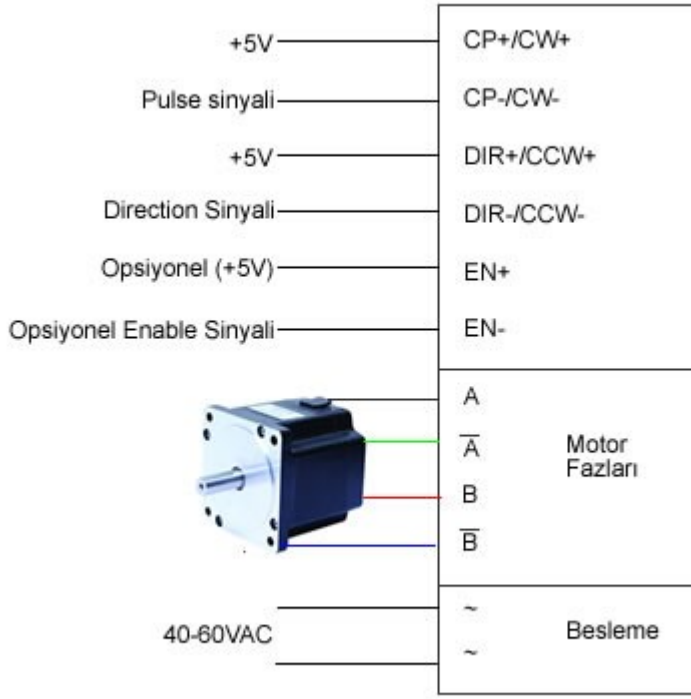 +5V CP+/CW+
Pulse sinyali CP-/CW-
+5V DIR+/CCW+
Direction Sinyali DIR-/CCW-
Opsiyonel (+5V) EN+
Opsiyonel Enable Sinyali EN-
A
A̅
Motor
Fazları
B
B̅
40-60VAC
~
~
Besleme